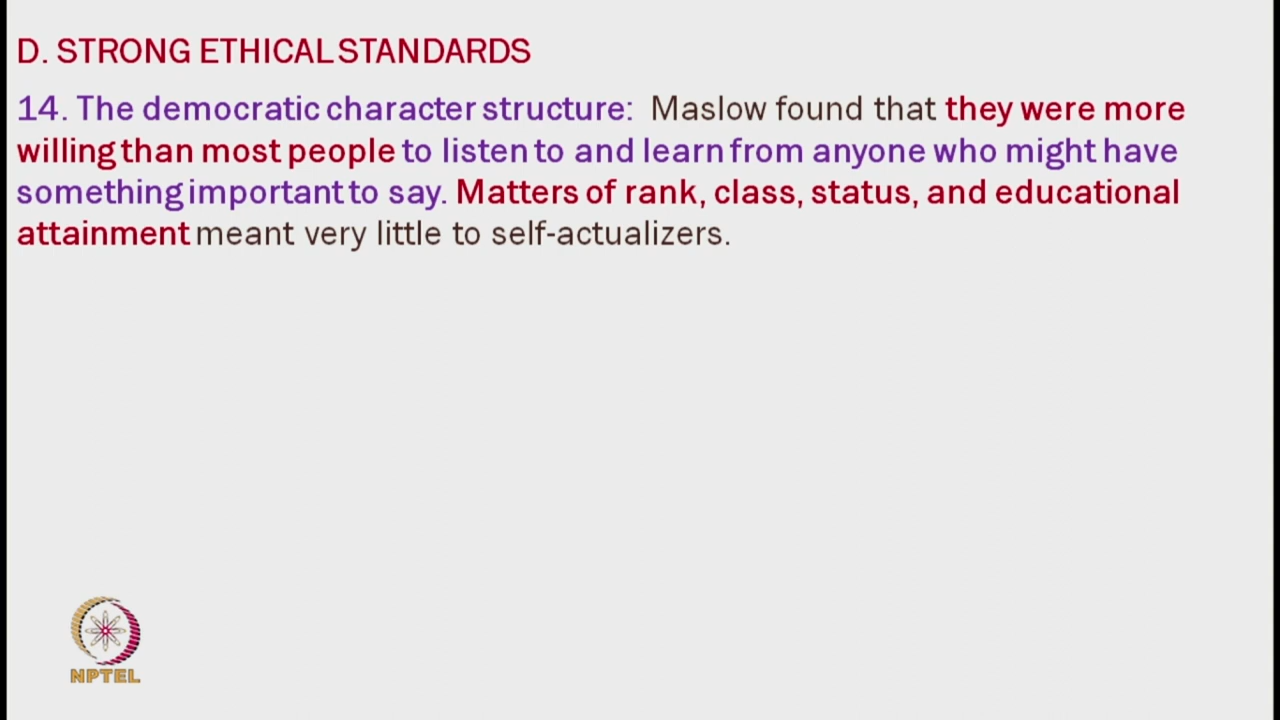 D. STRONG ETHICAL STANDARDS
14. The democratic character structure: Maslow found that they were more
willing than most people to listen to and learn from anyone who might have
something important to say. Matters of rank, class, status, and educational
attainment meant very little to self-actualizers.
NPTEL